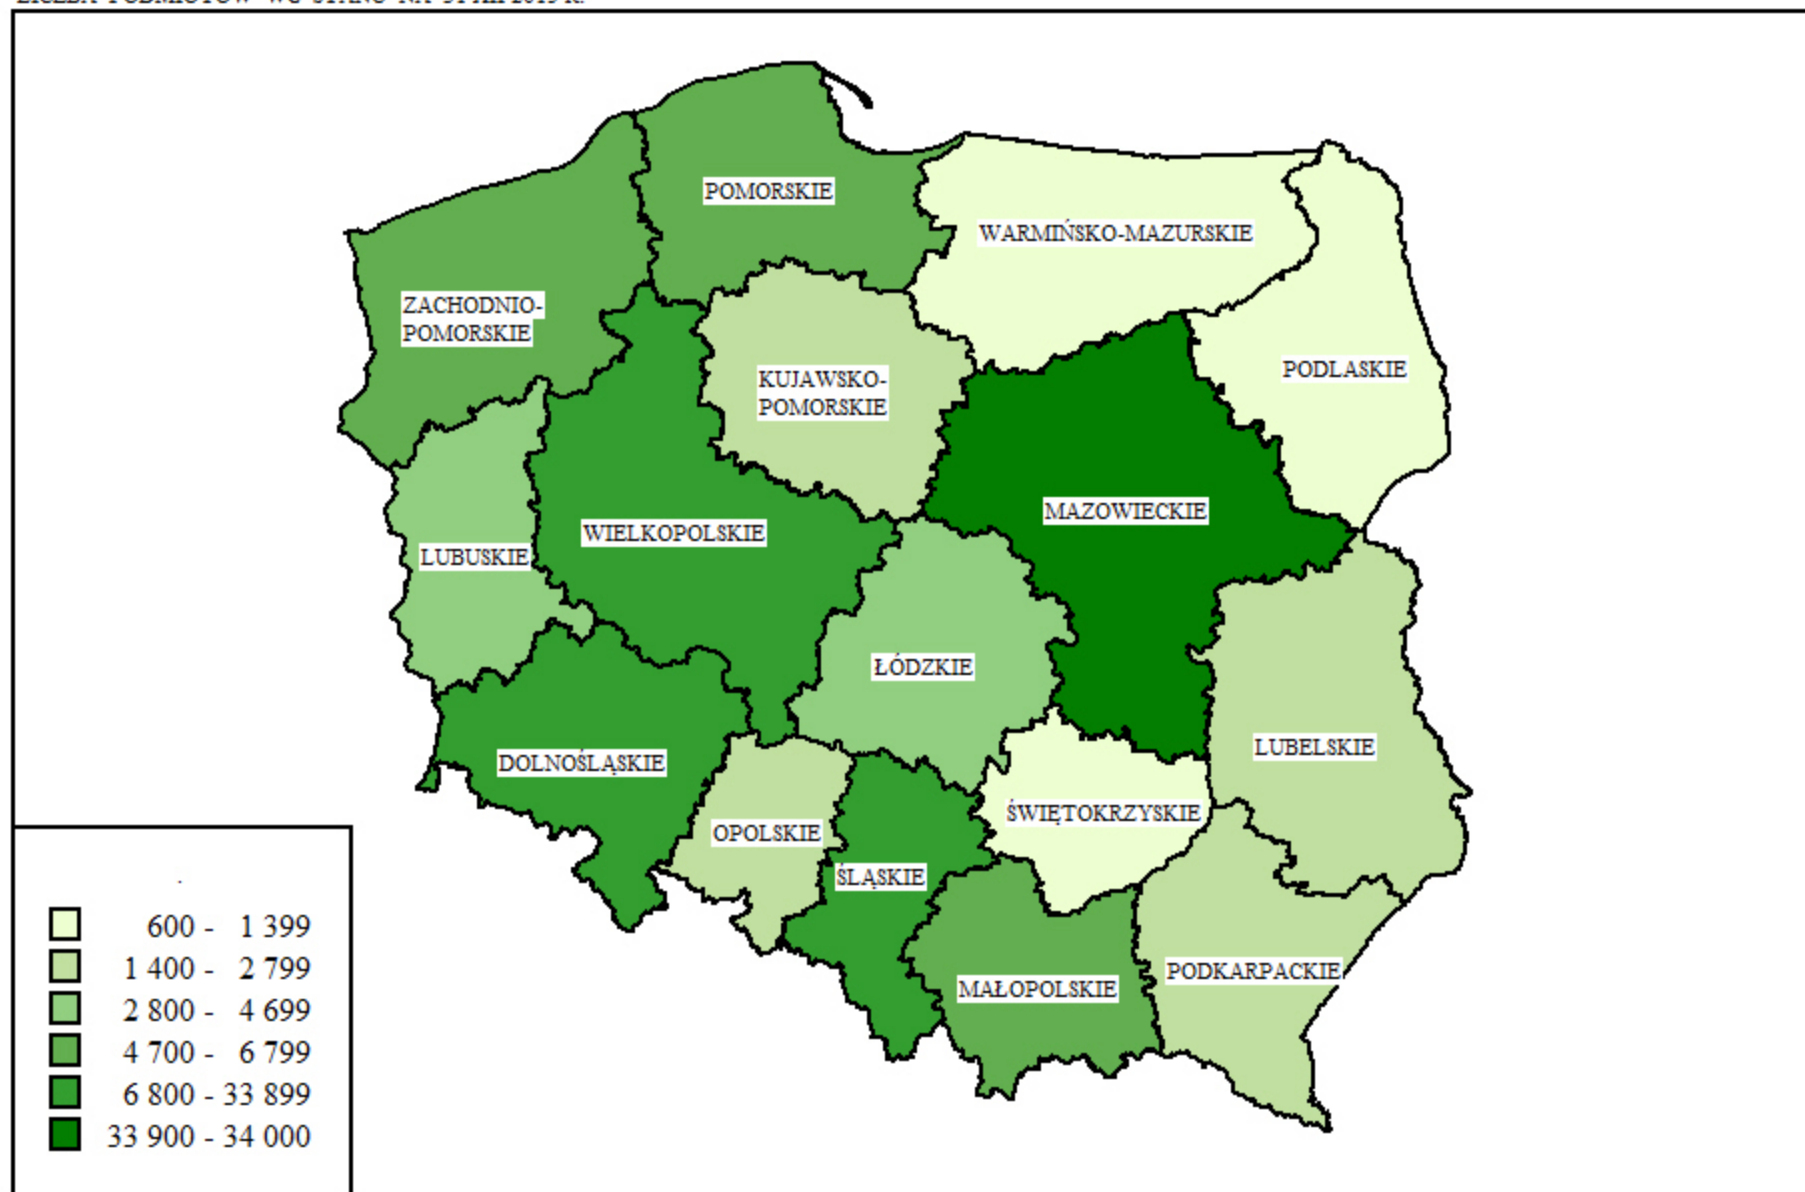 POMORSKIE
WARMIŃSKO-MAZURSKIE
ZACHODNIO-
POMORSKIE
PODLASKIE
KUJAWSKO-
POMORSKIE
MAZOWIECKIE
WIELKOPOLSKIE
LUBUSKIE
ŁÓDZKIE
LUBELSKIE
DOLNOŚLĄSKIE
ŚWIĘTOKRZYSKIE
OPOLSKIE
ŚLĄSKIE
PODKARPACKIE
MAŁOPOLSKIE
600 - 1 399
1 400 - 2 799
2 800 - 4 699
4 700 - 6 799
6 800 - 33 899
33 900 - 34 000